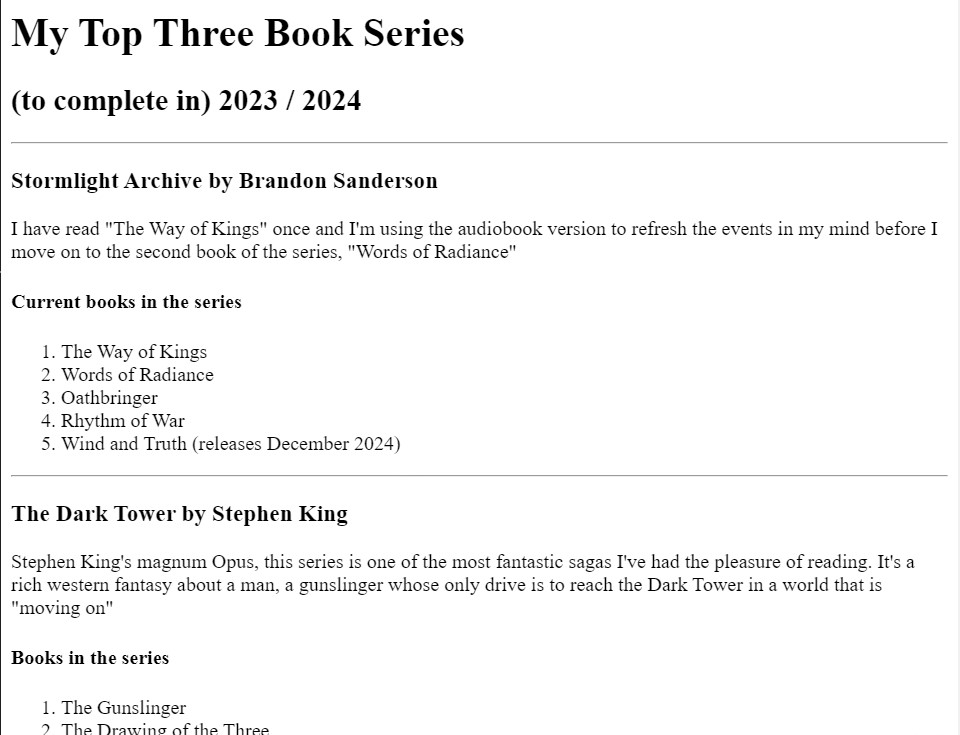 My Top Three Book Series
(to complete in) 2023 / 2024
Stormlight Archive by Brandon Sanderson
I have read "The Way of Kings" once and I'm using the audiobook version to refresh the events in my mind before I
move on to the second book of the series, "Words of Radiance"
Current books in the series
1. The Way of Kings
2. Words of Radiance
3. Oathbringer
4. Rhythm of War
5. Wind and Truth (releases December 2024)
The Dark Tower by Stephen King
Stephen King's magnum Opus, this series is one of the most fantastic sagas I've had the pleasure of reading. It's a
rich western fantasy about a man, a gunslinger whose only drive is to reach the Dark Tower in a world that is
"moving on"
Books in the series
1. The Gunslinger
2. The Drawing of the Three